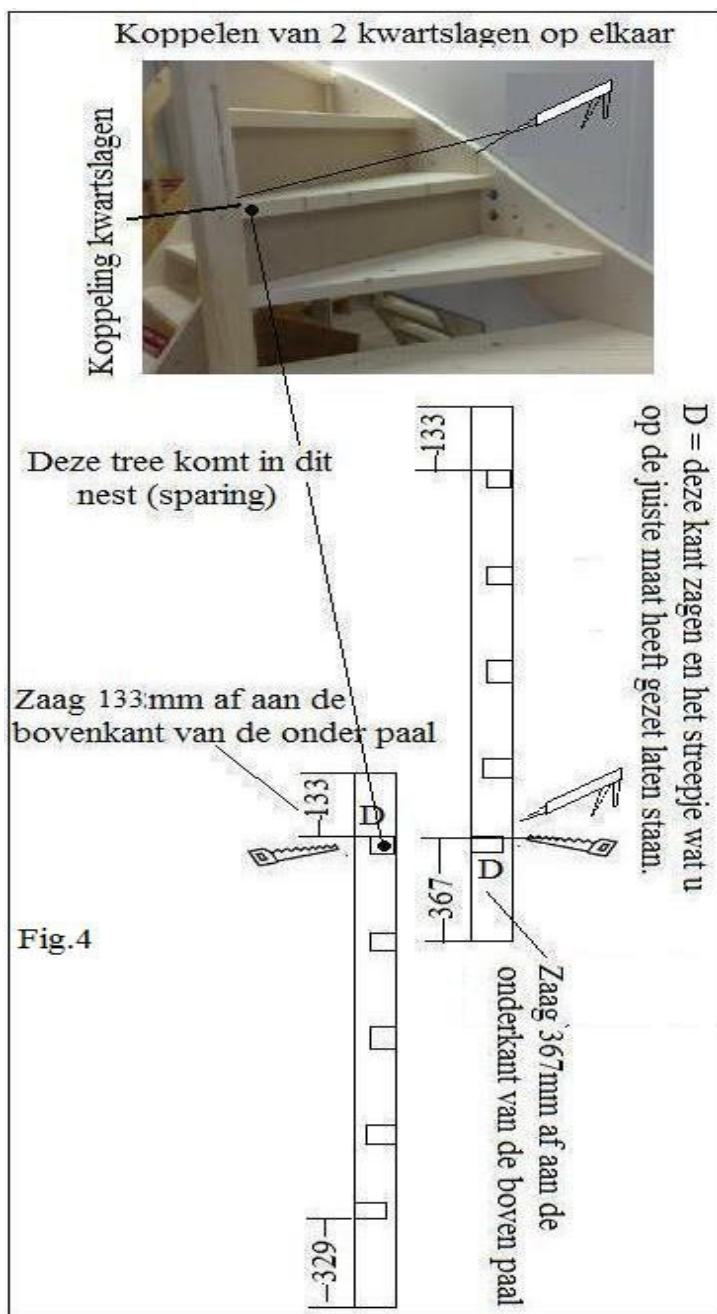 Koppelen van 2 kwartslagen op elkaar
Koppeling kwartslagen
D = deze kant zagen en het streepje wat u
op de juiste maat heeft gezet laten staan.
133
Deze tree komt in dit
nest (sparing)
Zaag 133mm af aan de
bovenkant van de onder paal
133
D
D
367
Fig.4
Zaag 367mm af aan de
onderkant van de boven paal
329